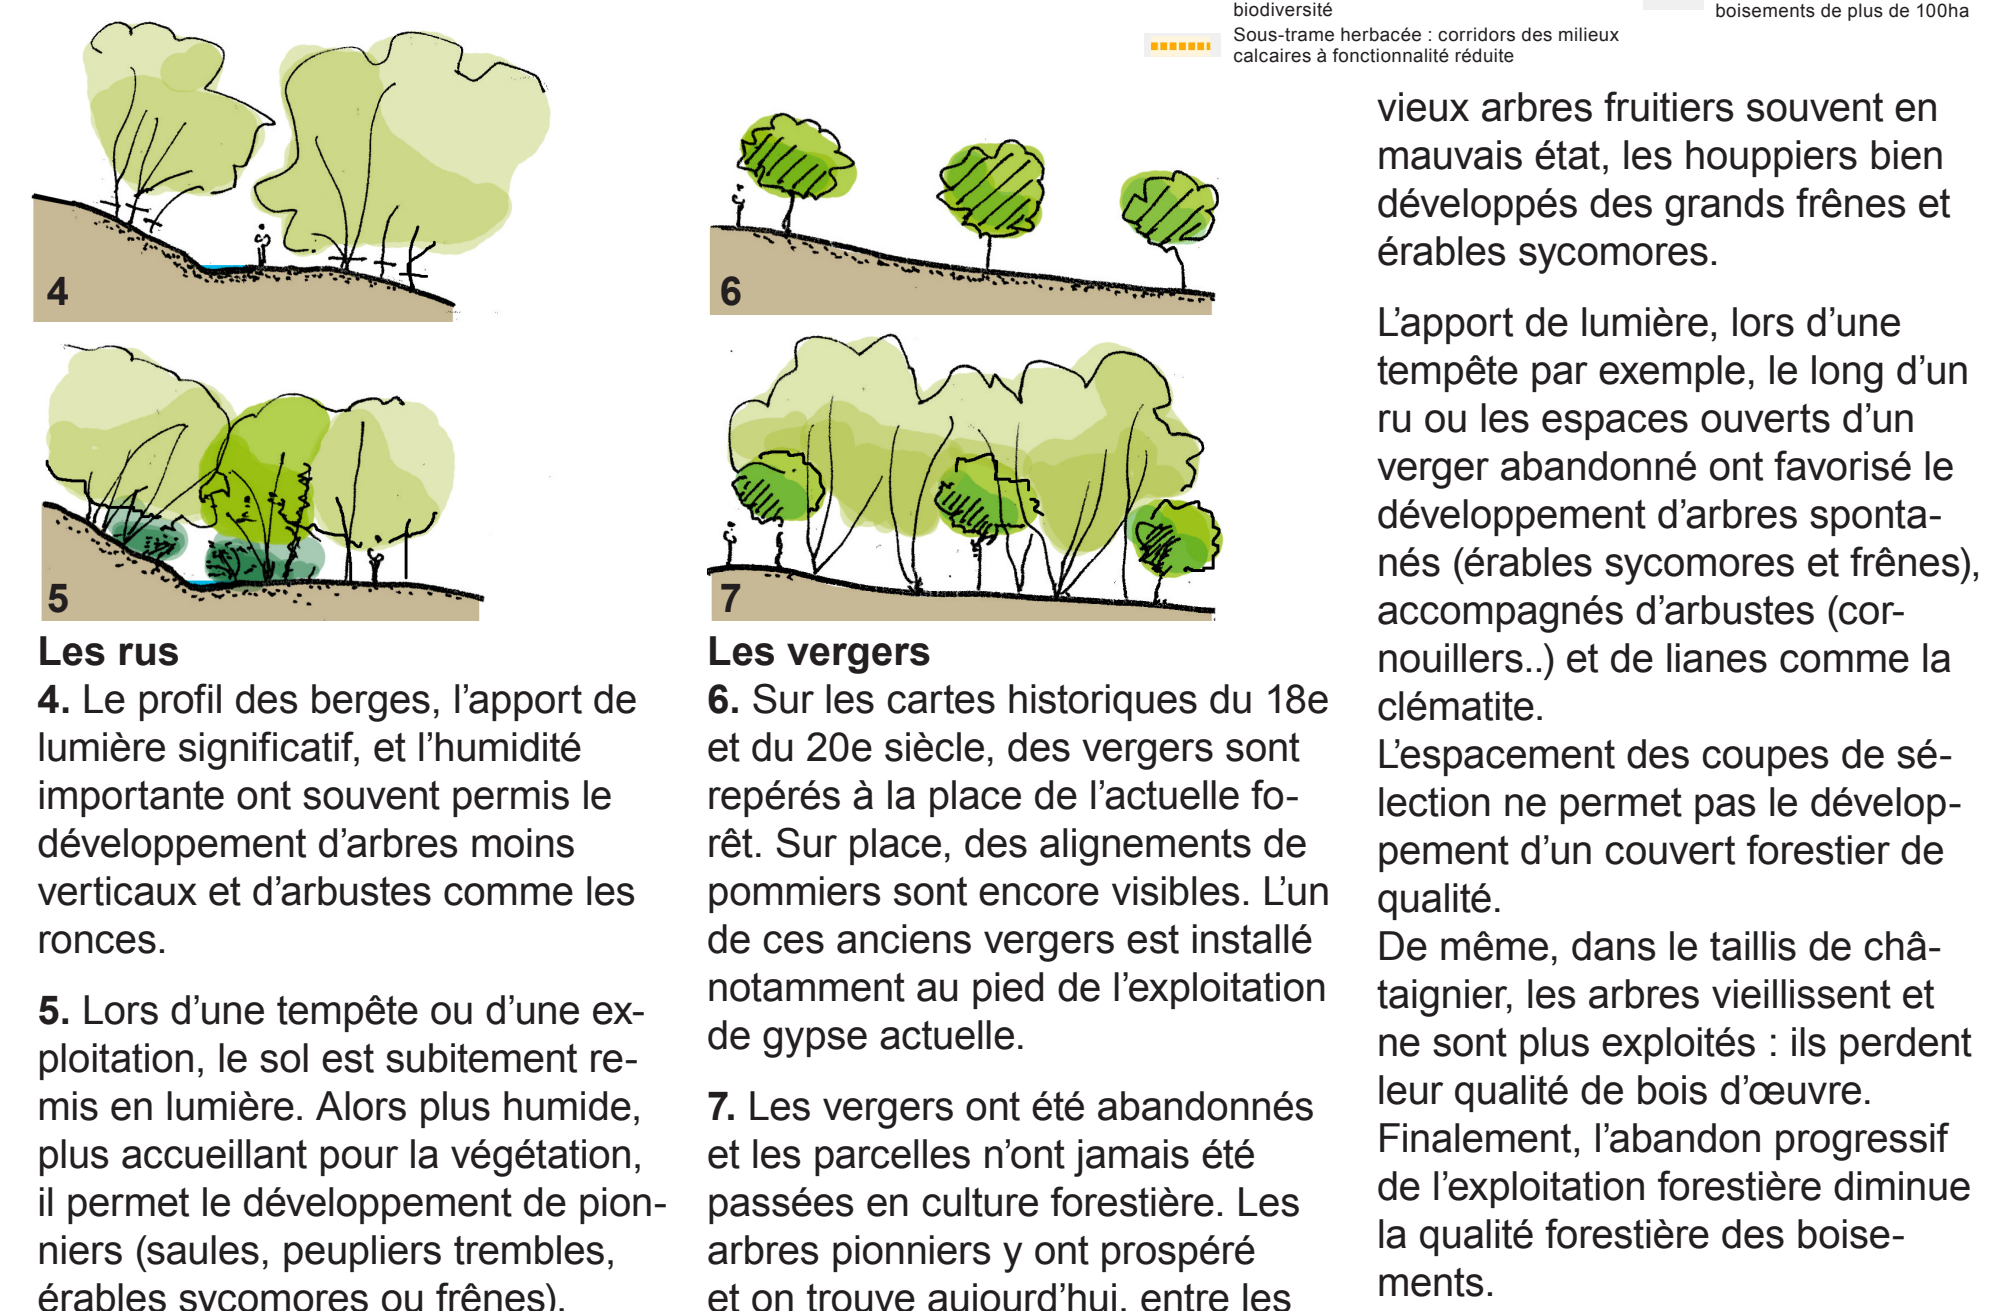 biodiversité
Sous-trame herbacée : corridors des milieux
calcaires à fonctionnalité réduite
boisements de plus de 100ha
4
5
Les rus
4. Le profil des berges, l'apport de
lumière significatif, et l'humidité
importante ont souvent permis le
développement d'arbres moins
verticaux et d'arbustes comme les
ronces.
5. Lors d'une tempête ou d'une ex-
ploitation, le sol est subitement re-
mis en lumière. Alors plus humide,
plus accueillant pour la végétation,
il permet le développement de pion-
niers (saules, peupliers trembles,
érables sycomores ou frênes).
6
7
Les vergers
6. Sur les cartes historiques du 18e
et du 20e siècle, des vergers sont
repérés à la place de l'actuelle fo-
rêt. Sur place, des alignements de
pommiers sont encore visibles. L'un
de ces anciens vergers est installé
notamment au pied de l'exploitation
de gypse actuelle.
7. Les vergers ont été abandonnés
et les parcelles n'ont jamais été
passées en culture forestière. Les
arbres pionniers y ont prospéré
et on trouve aujourd'hui, entre les
vieux arbres fruitiers souvent en
mauvais état, les houppiers bien
développés des grands frênes et
érables sycomores.
L'apport de lumière, lors d'une
tempête par exemple, le long d'un
ru ou les espaces ouverts d'un
verger abandonné ont favorisé le
développement d'arbres sponta-
nés (érables sycomores et frênes),
accompagnés d'arbustes (cor-
nouillers..) et de lianes comme la
clématite.
L'espacement des coupes de sé-
lection ne permet pas le dévelop-
pement d'un couvert forestier de
qualité.
De même, dans le taillis de châ-
taignier, les arbres vieillissent et
ne sont plus exploités : ils perdent
leur qualité de bois d'œuvre.
Finalement, l'abandon progressif
de l'exploitation forestière diminue
la qualité forestière des boise-
ments.